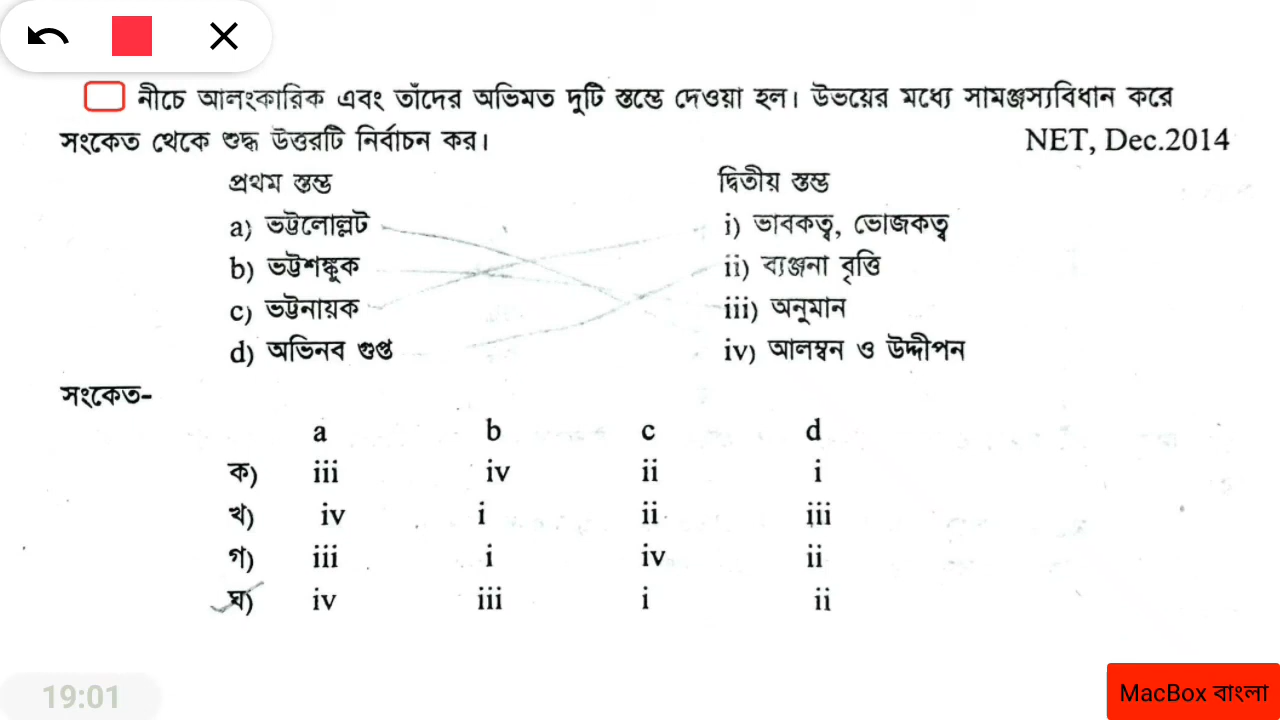 নীচে আলংকারিক এবং তাঁদের অভিমত দুটি স্তম্ভে দেওয়া হল। উভয়ের মধ্যে সামঞ্জস্যবিধান করে
সংকেত থেকে শুদ্ধ উত্তরটি নির্বাচন কর। NET, Dec.2014
প্রথম স্তম্ভ দ্বিতীয় স্তম্ভ
a) ভট্টলোল্লট i) ভাবকত্ব, ভোজকত্ব
b) ভট্টশঙ্কুক ii) ব্যঞ্জনা বৃত্তি
c) ভট্টনায়ক iii) অনুমান
d) অভিনব গুপ্ত iv) আলম্বন ও উদ্দীপন
সংকেত-
a b c d
ক) iii iv ii i
খ) iv i ii iii
গ) iii i iv ii
ঘ) iv iii i ii
19:01
MacBox বাংলা